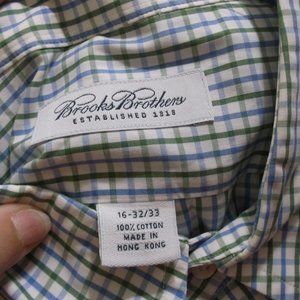 Brooks Brothers
ESTABLISHED 1818
16-32/33
100% COTTON
MADE IN
HONG KONG